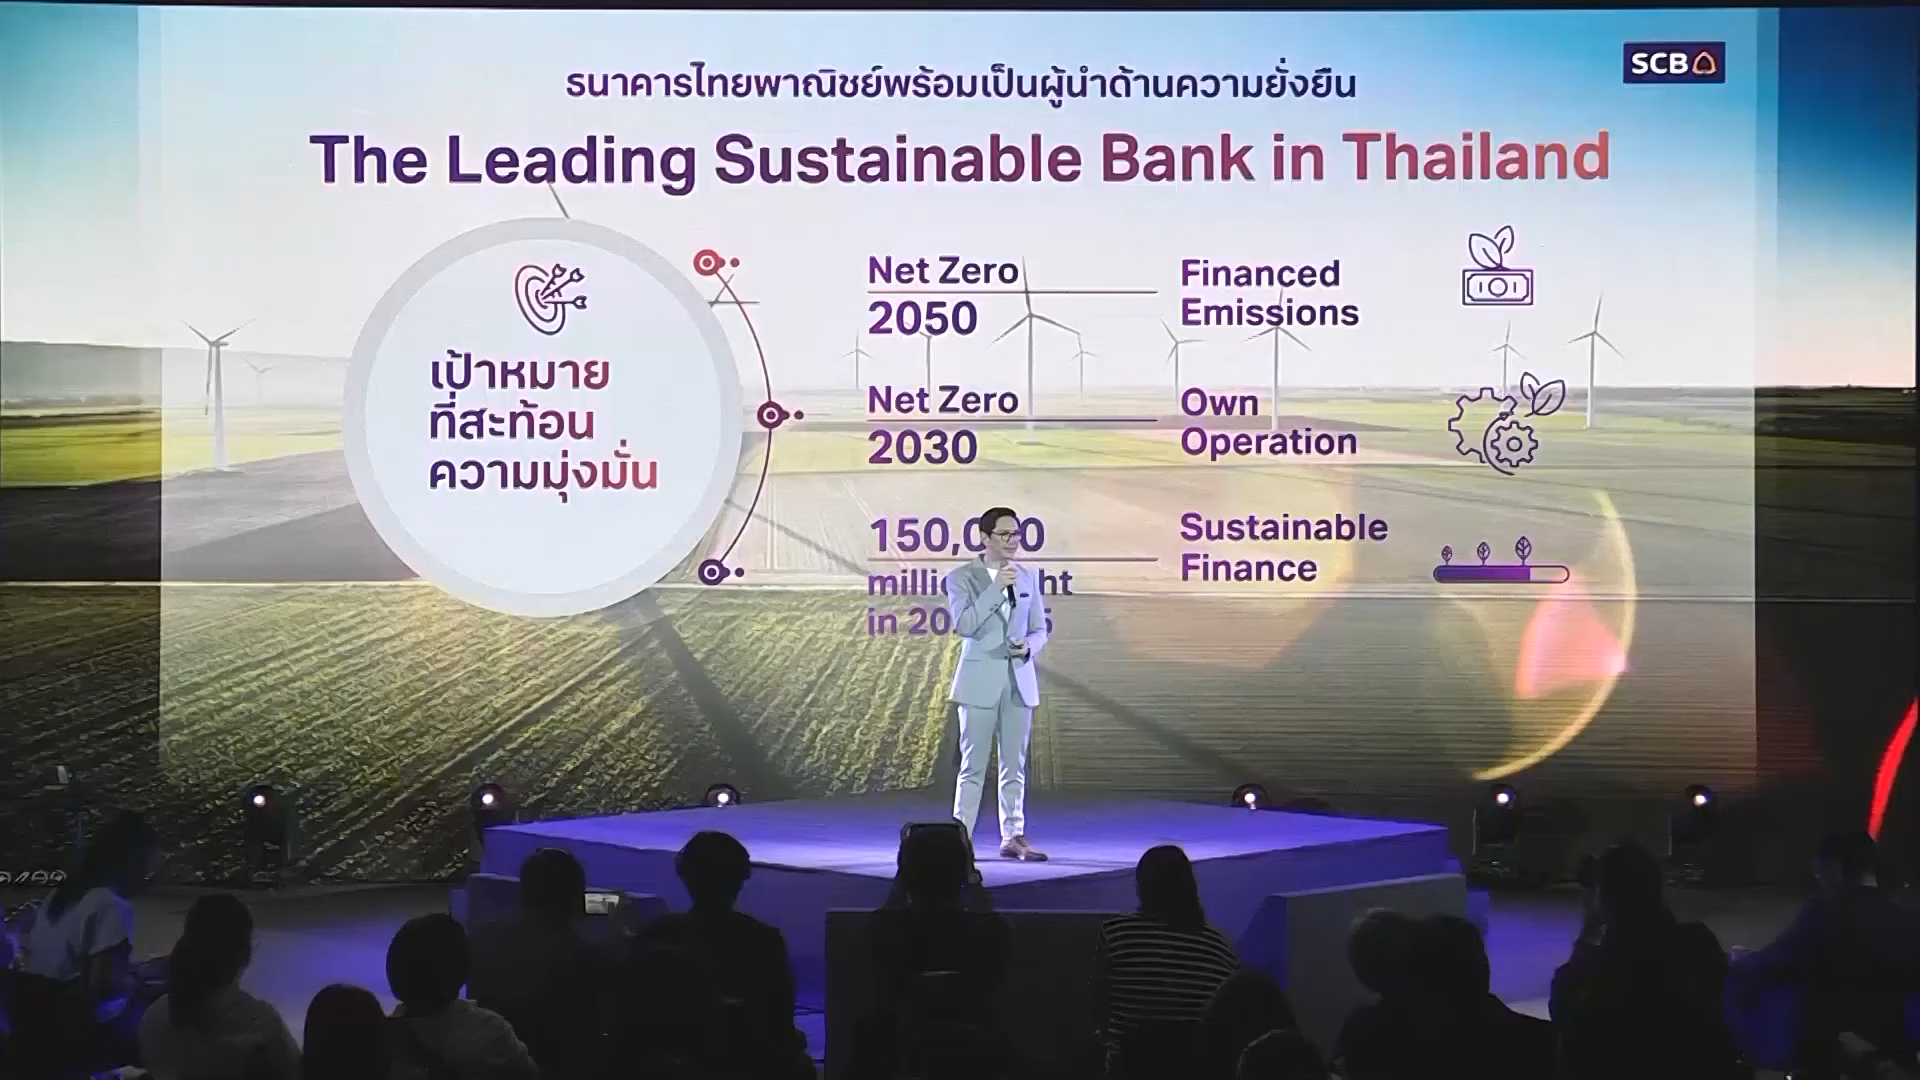 ธนาคารไทยพาณิชย์พร้อมเป็นผู้นำด้านความยั่งยืน
SCB
The Leading Sustainable Bank in Thailand
เป้าหมาย
ที่สะท้อน
ความมุ่งมั่น
Net Zero
2050
Financed
Emissions
Net Zero
2030
Own
Operation
Sustainable
Finance
in